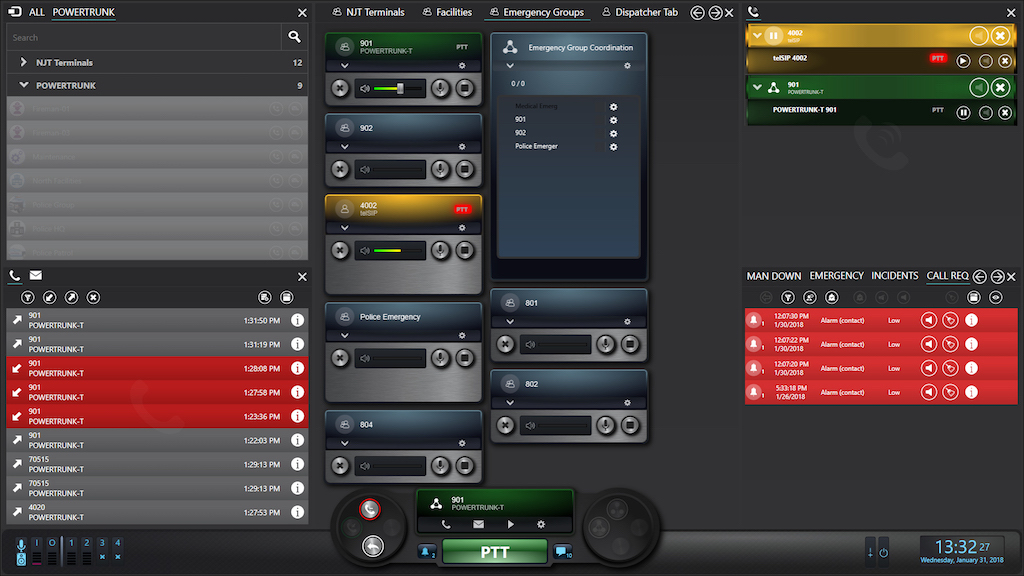 ALL POWERTRUNK
Search
NJT Terminals 12
POWERTRUNK 9
901
POWERTRUNK-T
1:31:50 PM
901
POWERTRUNK-T
1:31:19 PM
901
POWERTRUNK-T
1:28:08 PM
901
POWERTRUNK-T
1:27:58 PM
901
POWERTRUNK-T
1:23:36 PM
901
POWERTRUNK-T
1:22:03 PM
70515
POWERTRUNK-T
1:29:13 PM
70515
POWERTRUNK-T
1:29:13 PM
4020
POWERTRUNK-T
1:27:53 PM
NJT Terminals Facilities Emergency Groups Dispatcher Tab
901
POWERTRUNK-T
PTT
902
4002
telSIP
PTT
Police Emergency
804
Emergency Group Coordination
0 / 0
Medical Emerg
901
902
Police Emerger
801
802
4002
telSIP
telSIP 4002 PTT
901
POWERTRUNK-T
POWERTRUNK-T 901 PTT
MAN DOWN EMERGENCY INCIDENTS CALL REQ
1 12:07:30 PM
1/30/2018
Alarm (contact) Low
1 12:07:22 PM
1/30/2018
Alarm (contact) Low
1 12:07:20 PM
1/30/2018
Alarm (contact) Low
1 5:33:18 PM
1/26/2018
Alarm (contact) Low
901
POWERTRUNK-T
PTT
2
10
I O 1 2 3 4
13:32 27
Wednesday, January 31, 2018